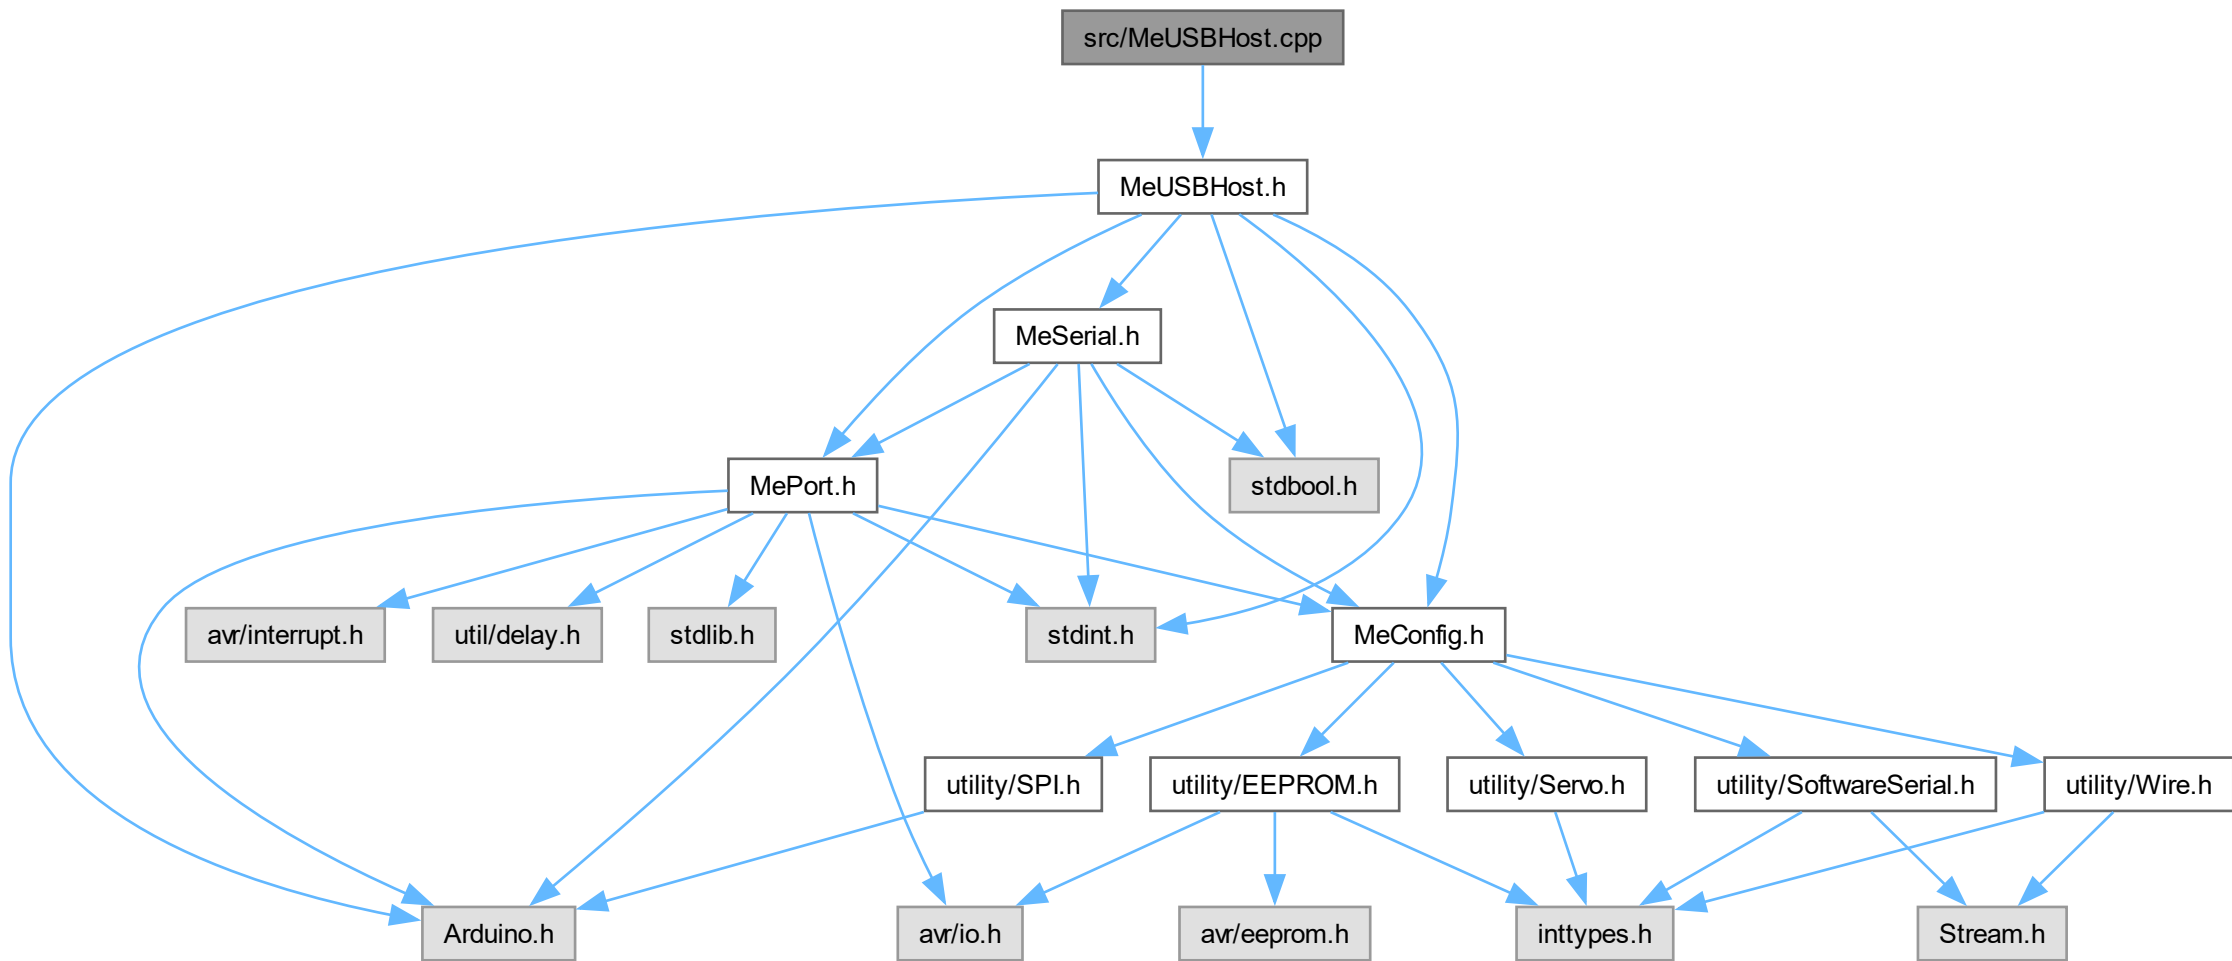 src/MeUSBHost.cpp
MeUSBHost.h
MeSerial.h
MePort.h
stdbool.h
avr/interrupt.h
util/delay.h
stdlib.h
stdint.h
MeConfig.h
utility/SPI.h
utility/EEPROM.h
utility/Servo.h
utility/SoftwareSerial.h
utility/Wire.h
Arduino.h
avr/io.h
avr/eeprom.h
inttypes.h
Stream.h